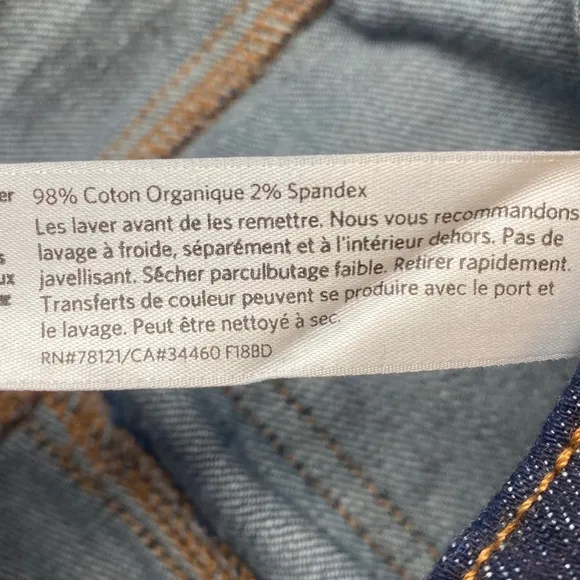 er 98% Coton Organique 2% Spandex
Les laver avant de les remettre. Nous vous recommandons
s lavage à froide, séparément et à l'intérieur dehors. Pas de
ux javellisant. Sécher parculbutage faible. Retirer rapidement.
Transferts de couleur peuvent se produire avec le port et
le lavage. Peut être nettoyé à sec.
RN#78121/CA#34460 F18BD